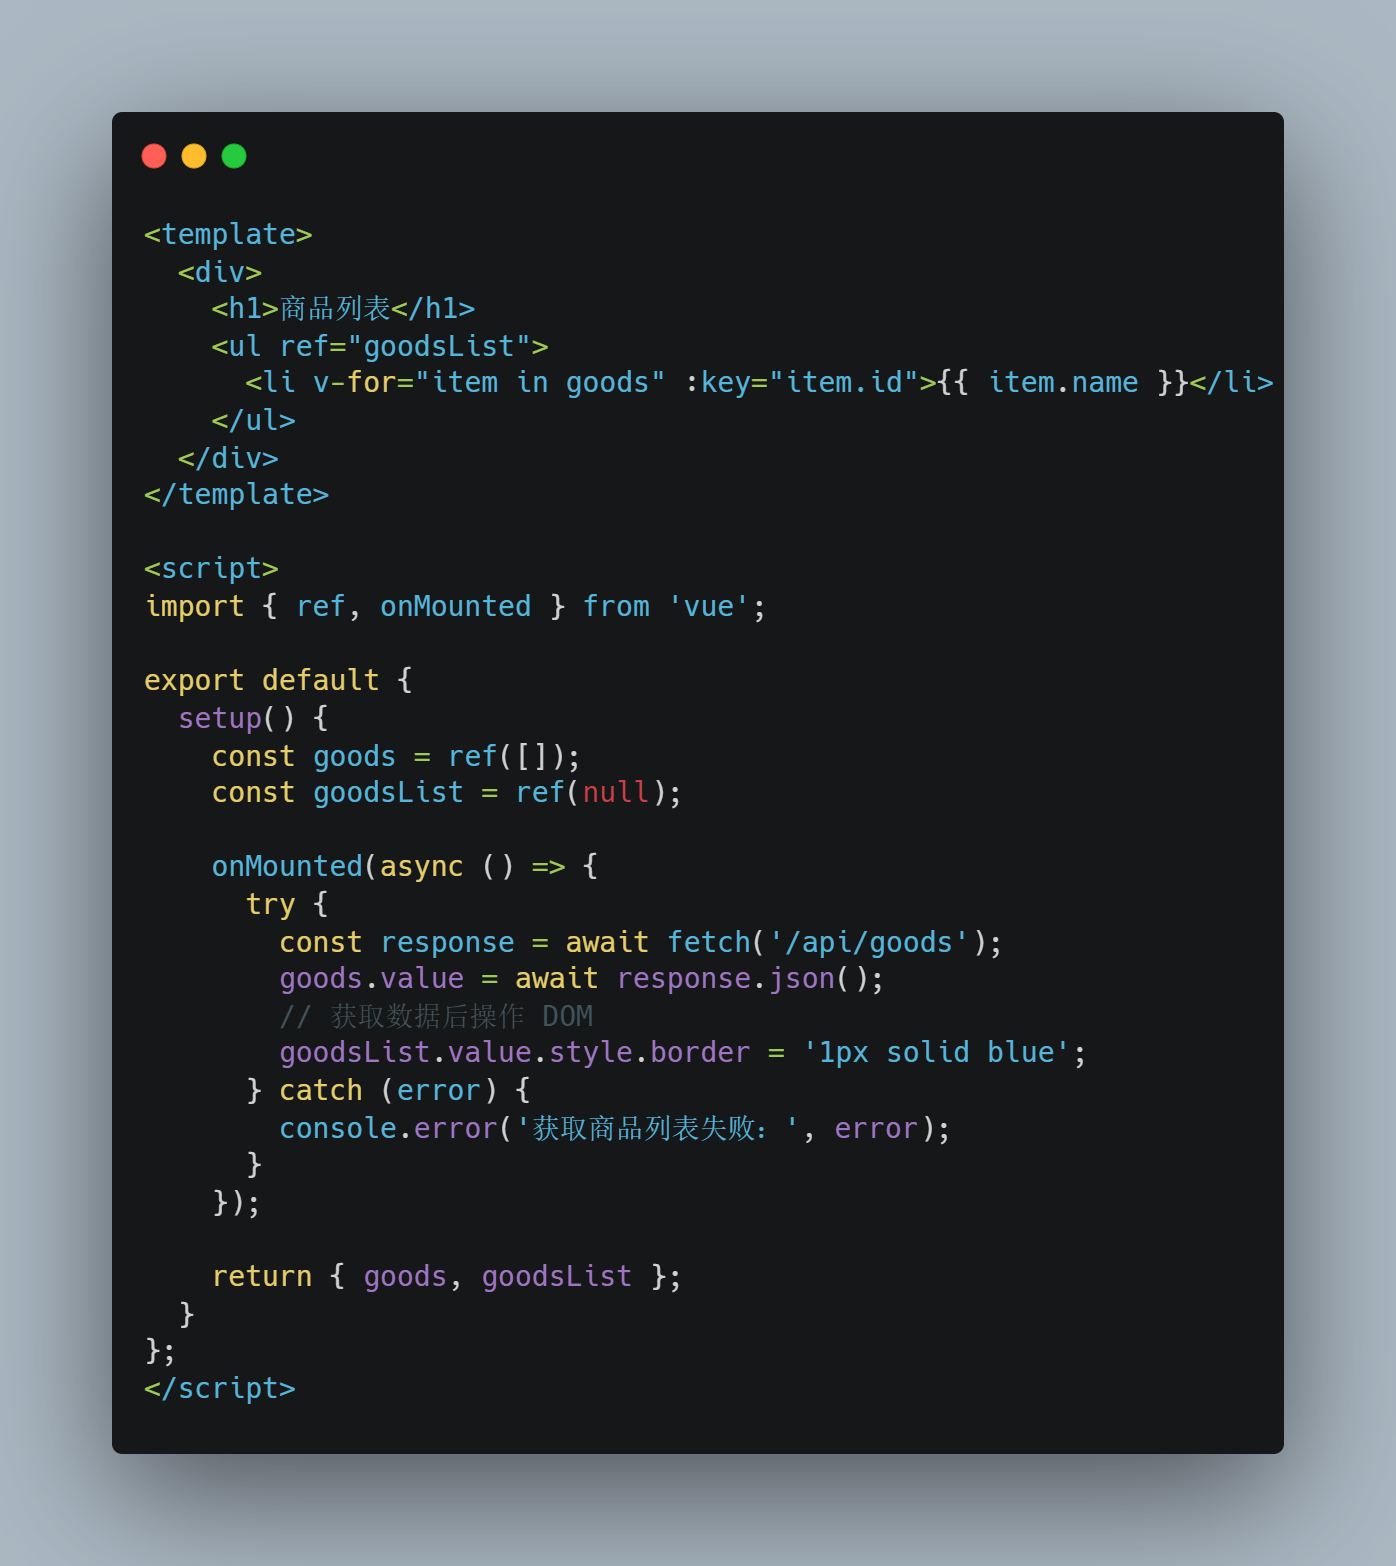 <template>
  <div>
    <h1>商品列表</h1>
    <ul ref="goodsList">
      <li v-for="item in goods" :key="item.id">{{ item.name }}</li>
    </ul>
  </div>
</template>

<script>
import { ref, onMounted } from 'vue';

export default {
  setup() {
    const goods = ref([]);
    const goodsList = ref(null);

    onMounted(async () => {
      try {
        const response = await fetch('/api/goods');
        goods.value = await response.json();
        // 获取数据后操作 DOM
        goodsList.value.style.border = '1px solid blue';
      } catch (error) {
        console.error('获取商品列表失败：', error);
      }
    });

    return { goods, goodsList };
  }
};
</script>